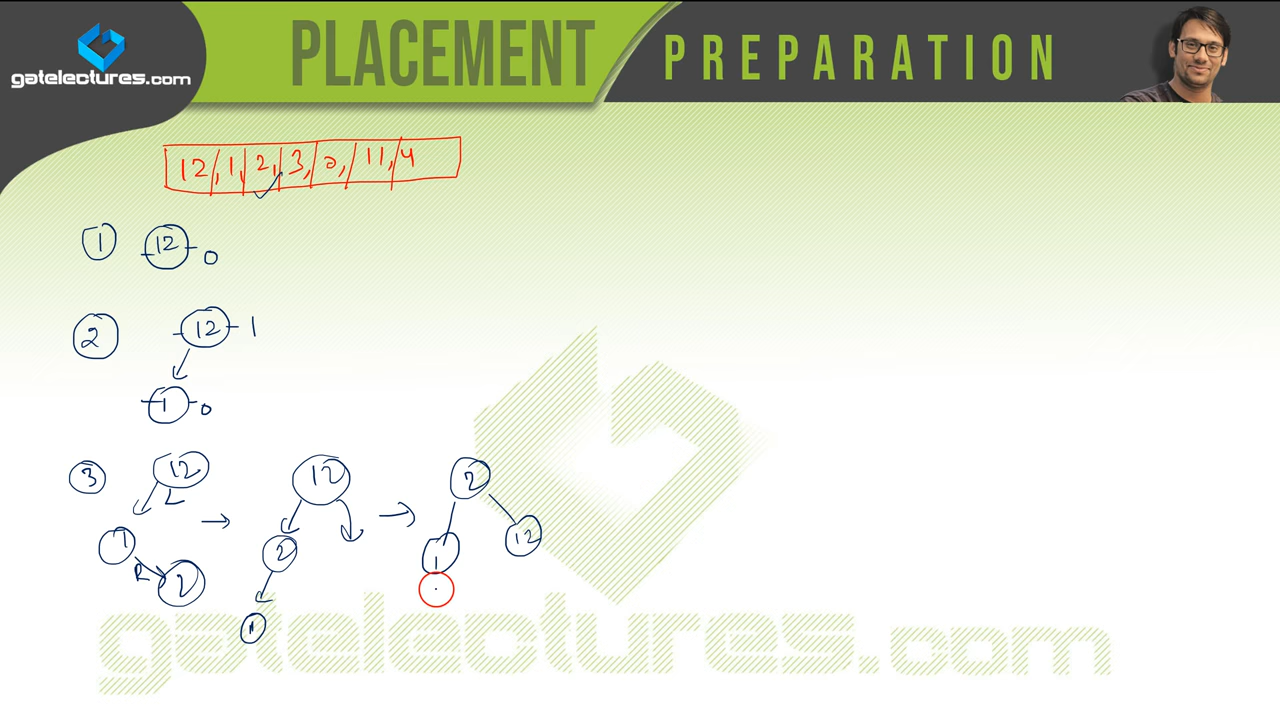 PLACEMENT PREPARATION
gatelectures.com
12, 1, 2, 3, 0, 11, 4
1 12 0
2 12 1
1 0
3 12 12 2
L
1 2 1 12
R 2
1
gatelectures.com